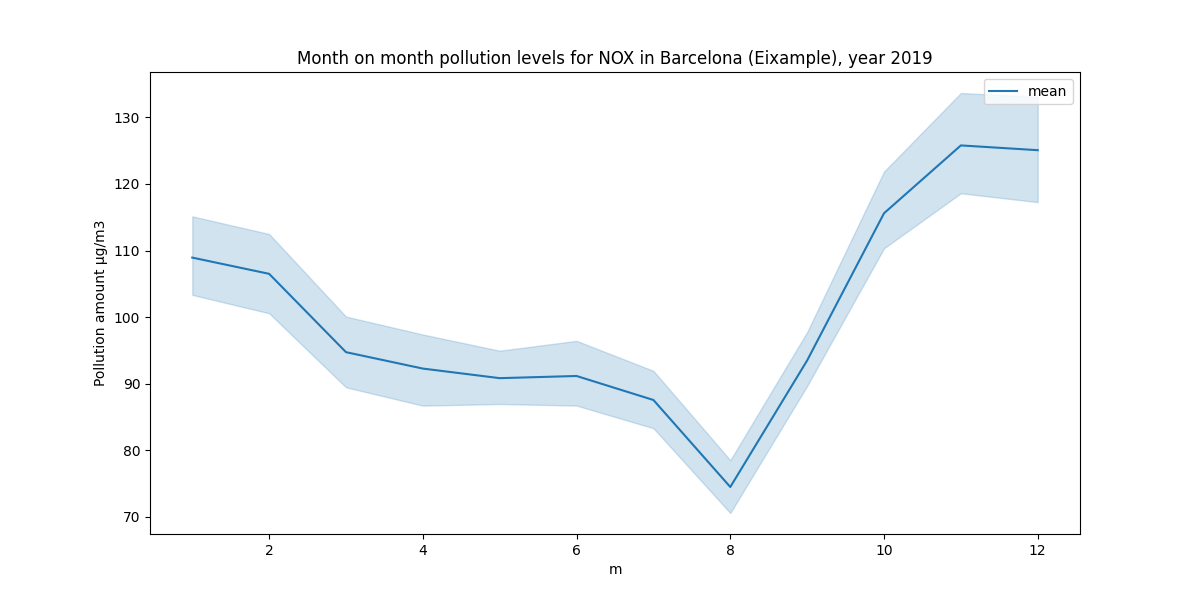 Month on month pollution levels for NOX in Barcelona (Eixample), year 2019
mean
Pollution amount µg/m3
130
120
110
100
90
80
70
2 4 6 8 10 12
m